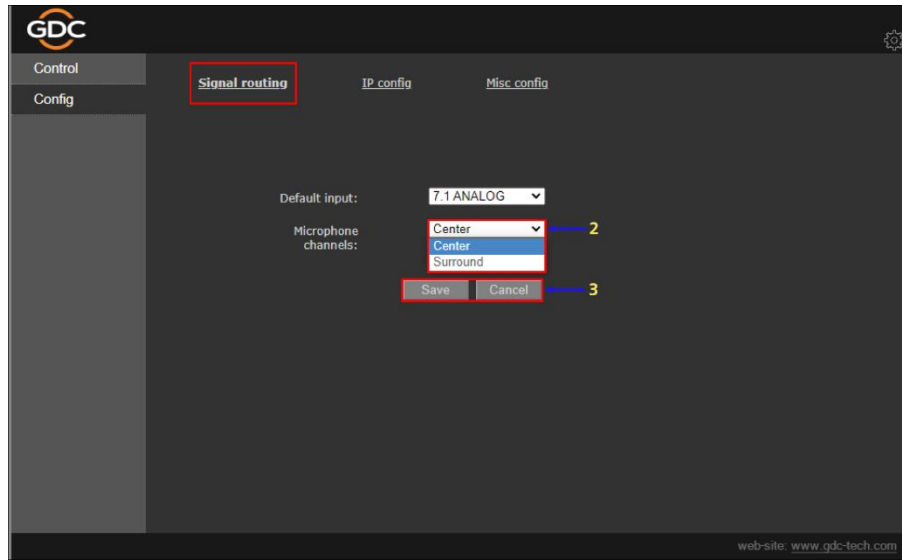 GDC
Control
Config
Signal routing IP config Misc config
Default input: 7.1 ANALOG
Microphone channels: Center 2
Center
Surround
Save Cancel 3
web-site: www.gdc-tech.com